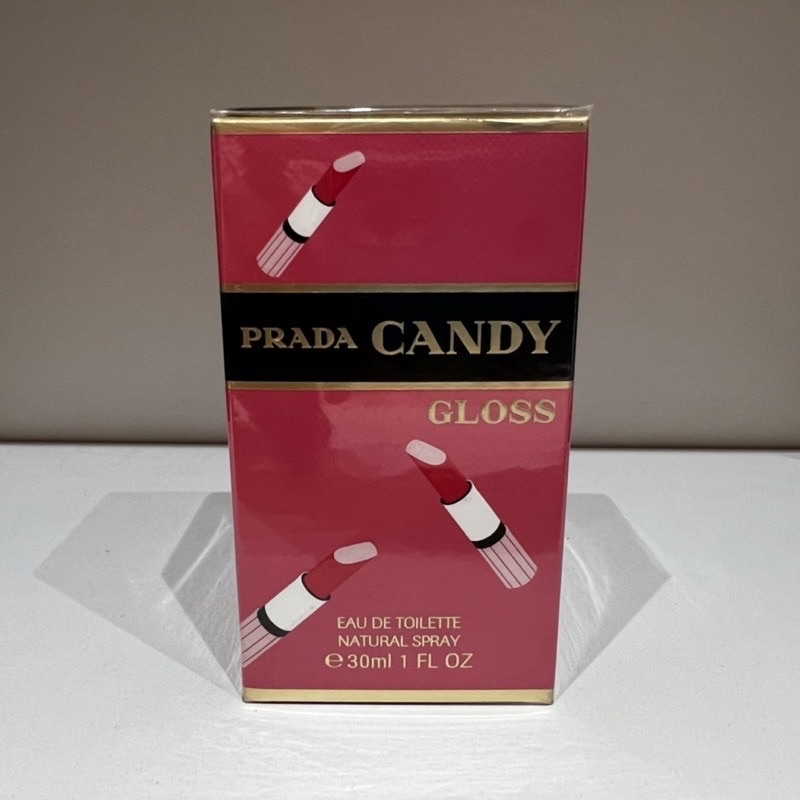 PRADA CANDY
GLOSS
EAU DE TOILETTE
NATURAL SPRAY
℮30ml 1 FL OZ